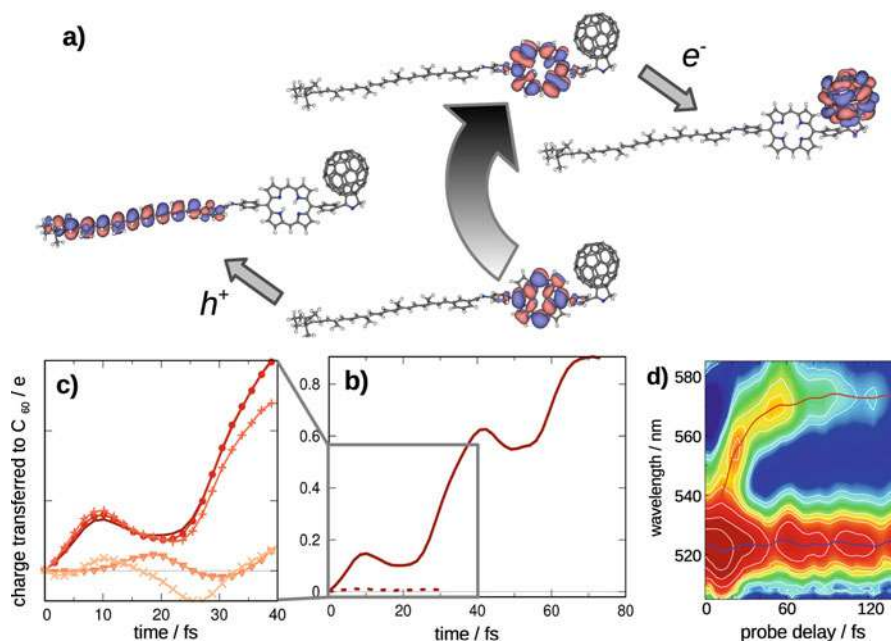 a)
e-
h+
c)
b)
d)
charge transferred to C 60 / e
0.8
0.6
0.4
0.2
0
0 10 20 30 40
time / fs
0 20 40 60 80
time / fs
wavelength / nm
580
560
540
520
0 60 120
probe delay / fs